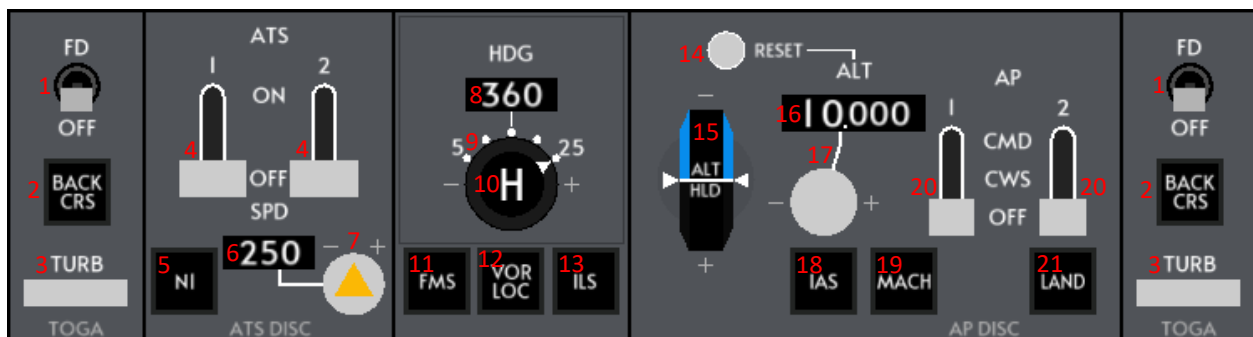 FD
1
OFF
2 BACK
CRS
3 TURB
TOGA
ATS
1 2
ON
4 4
OFF
SPD
6 250
7
- +
5 N1
ATS DISC
HDG
8 360
9
5 25
10 H
- +
11 FMS
12 VOR
LOC
13 ILS
14 RESET
ALT
-
15
ALT
HLD
+
16 10.000
17
- +
18 IAS
19 MACH
AP
1 2
CMD
CWS
20 20
OFF
21 LAND
AP DISC
FD
1
OFF
2 BACK
CRS
3 TURB
TOGA